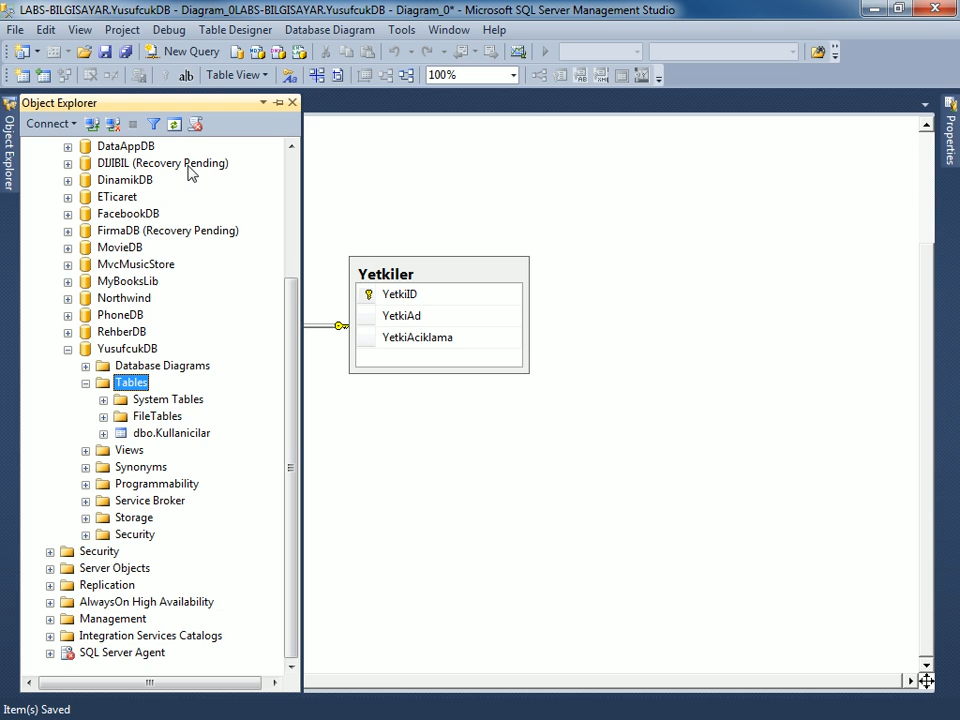 LABS-BILGISAYAR.YusufcukDB - Diagram_0LABS-BILGISAYAR.YusufcukDB - Diagram_0* - Microsoft SQL Server Management Studio
File Edit View Project Debug Table Designer Database Diagram Tools Window Help
New Query
ab Table View 100%
Object Explorer
Connect
DataAppDB
DIJIBIL (Recovery Pending)
DinamikDB
ETicaret
FacebookDB
FirmaDB (Recovery Pending)
MovieDB
MvcMusicStore
MyBooksLib
Northwind
PhoneDB
RehberDB
YusufcukDB
Database Diagrams
Tables
System Tables
FileTables
dbo.Kullanicilar
Views
Synonyms
Programmability
Service Broker
Storage
Security
Security
Server Objects
Replication
AlwaysOn High Availability
Management
Integration Services Catalogs
SQL Server Agent
Yetkiler
YetkiID
YetkiAd
YetkiAciklama
Object Explorer
Properties
Item(s) Saved